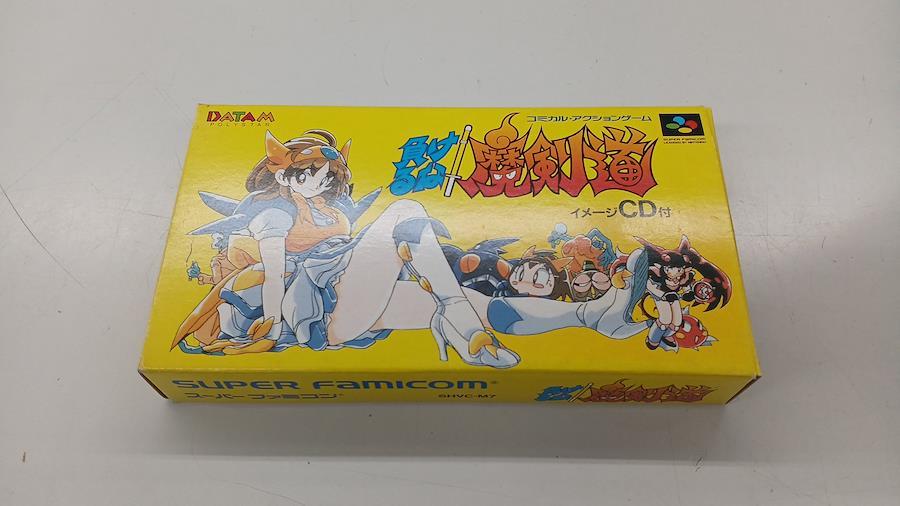 DATAM
POLYSTAR
コミカル・アクションゲーム
負けるな!魔剣道
イメージCD付
SUPER FAMICOM
SUPER FAMICOM
スーパーファミコン
SHVC-M7
負けるな!魔剣道